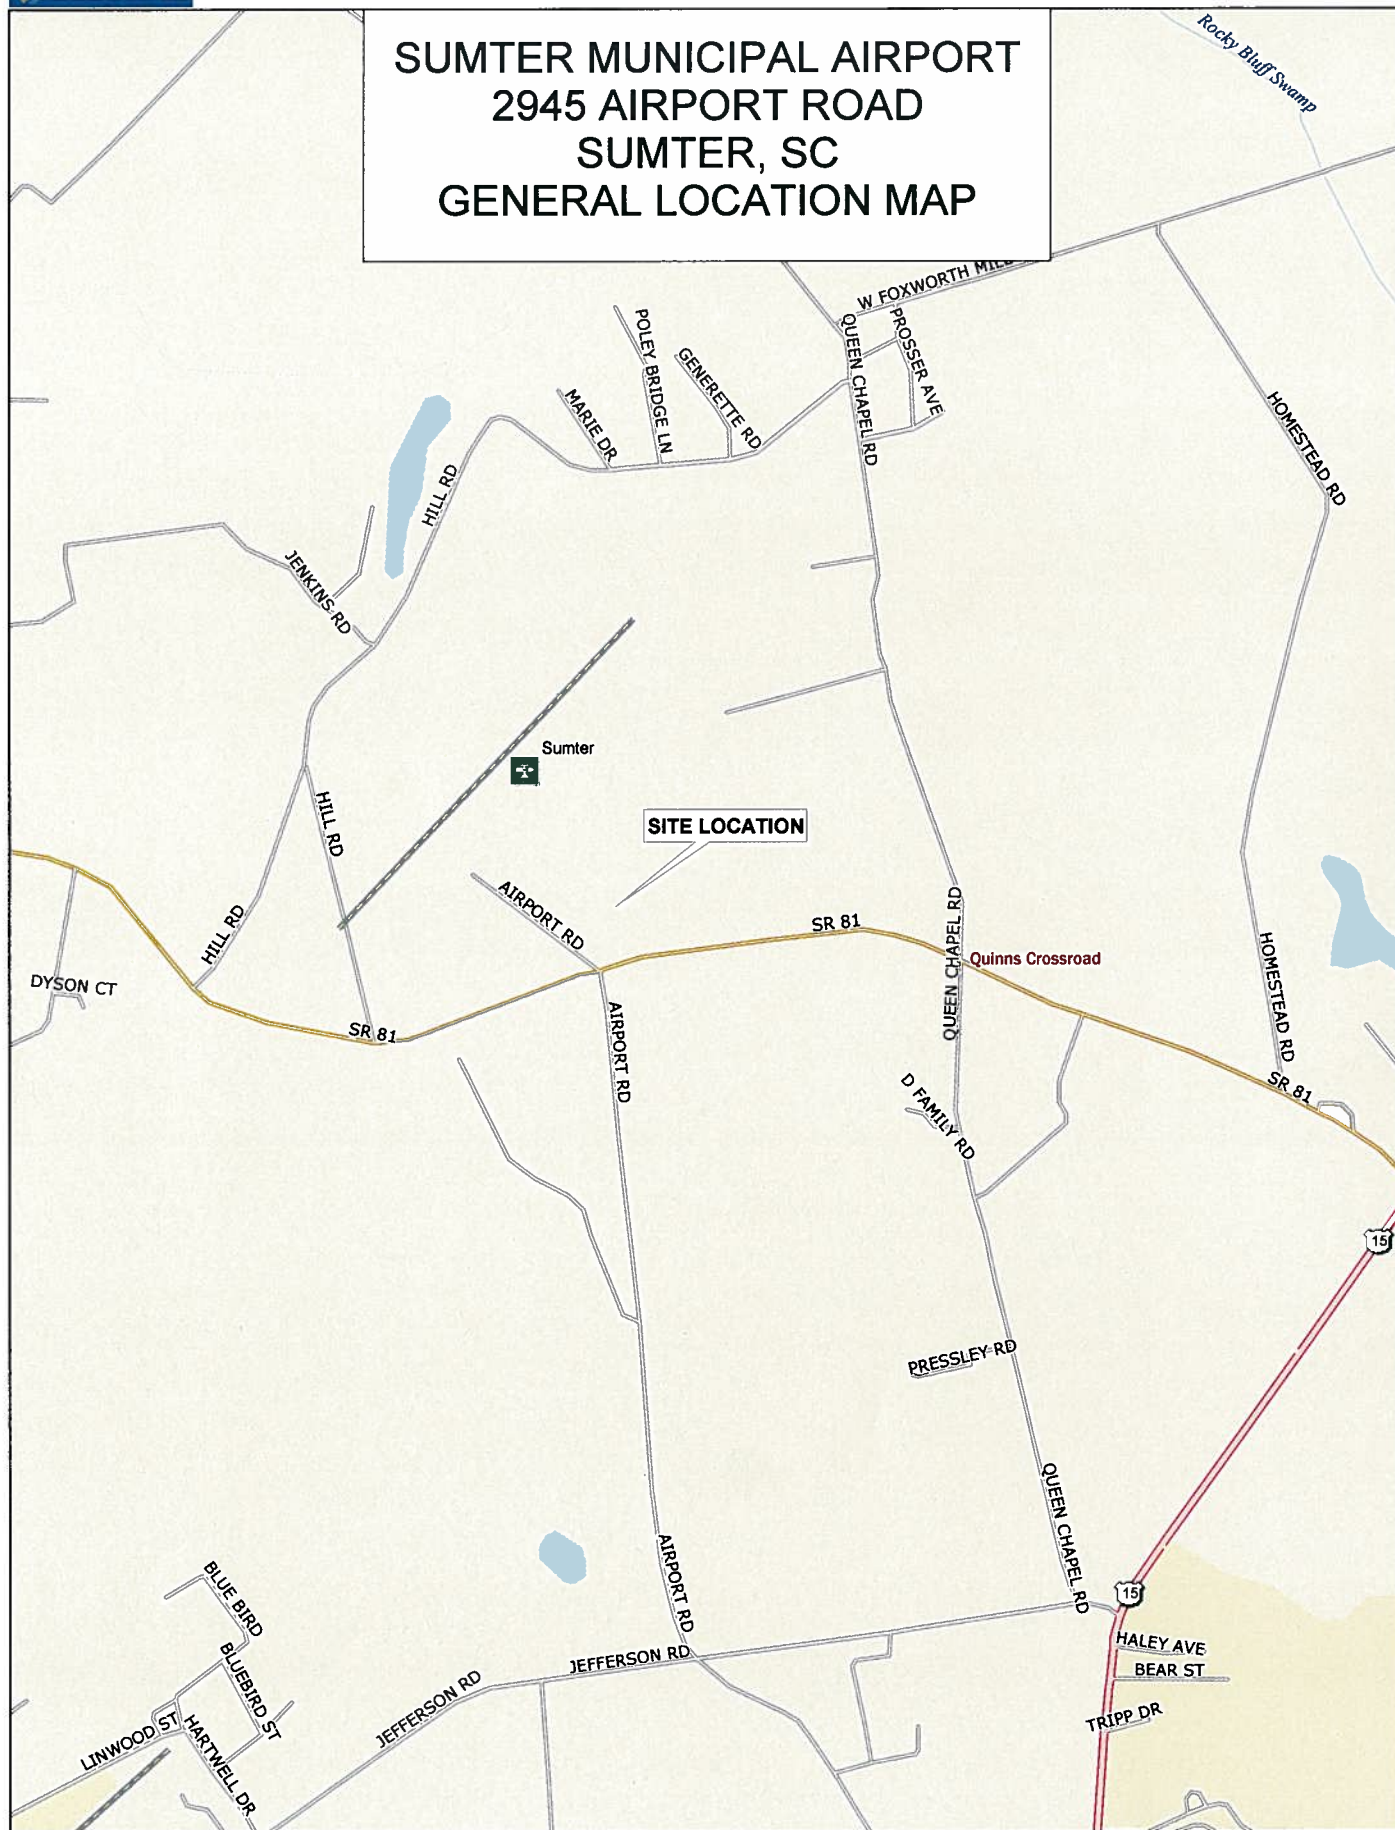 SUMTER MUNICIPAL AIRPORT
2945 AIRPORT ROAD
SUMTER, SC
GENERAL LOCATION MAP
Rocky Bluff Swamp
W FOXWORTH MILL
PROSSER AVE
QUEEN CHAPEL RD
POLEY BRIDGE LN
GENERETTE RD
MARIE DR
HOMESTEAD RD
HILL RD
JENKINS RD
Sumter
HILL RD
SITE LOCATION
AIRPORT RD
HILL RD
SR 81
QUEEN CHAPEL RD
Quinns Crossroad
QUEEN CHAPEL RD
HOMESTEAD RD
DYSON CT
SR 81
AIRPORT RD
D FAMILY RD
SR 81
15
PRESSLEY RD
QUEEN CHAPEL RD
AIRPORT RD
15
BLUE BIRD
BLUEBIRD ST
JEFFERSON RD
JEFFERSON RD
HALEY AVE
BEAR ST
TRIPP DR
LINWOOD ST
HARTWELL DR